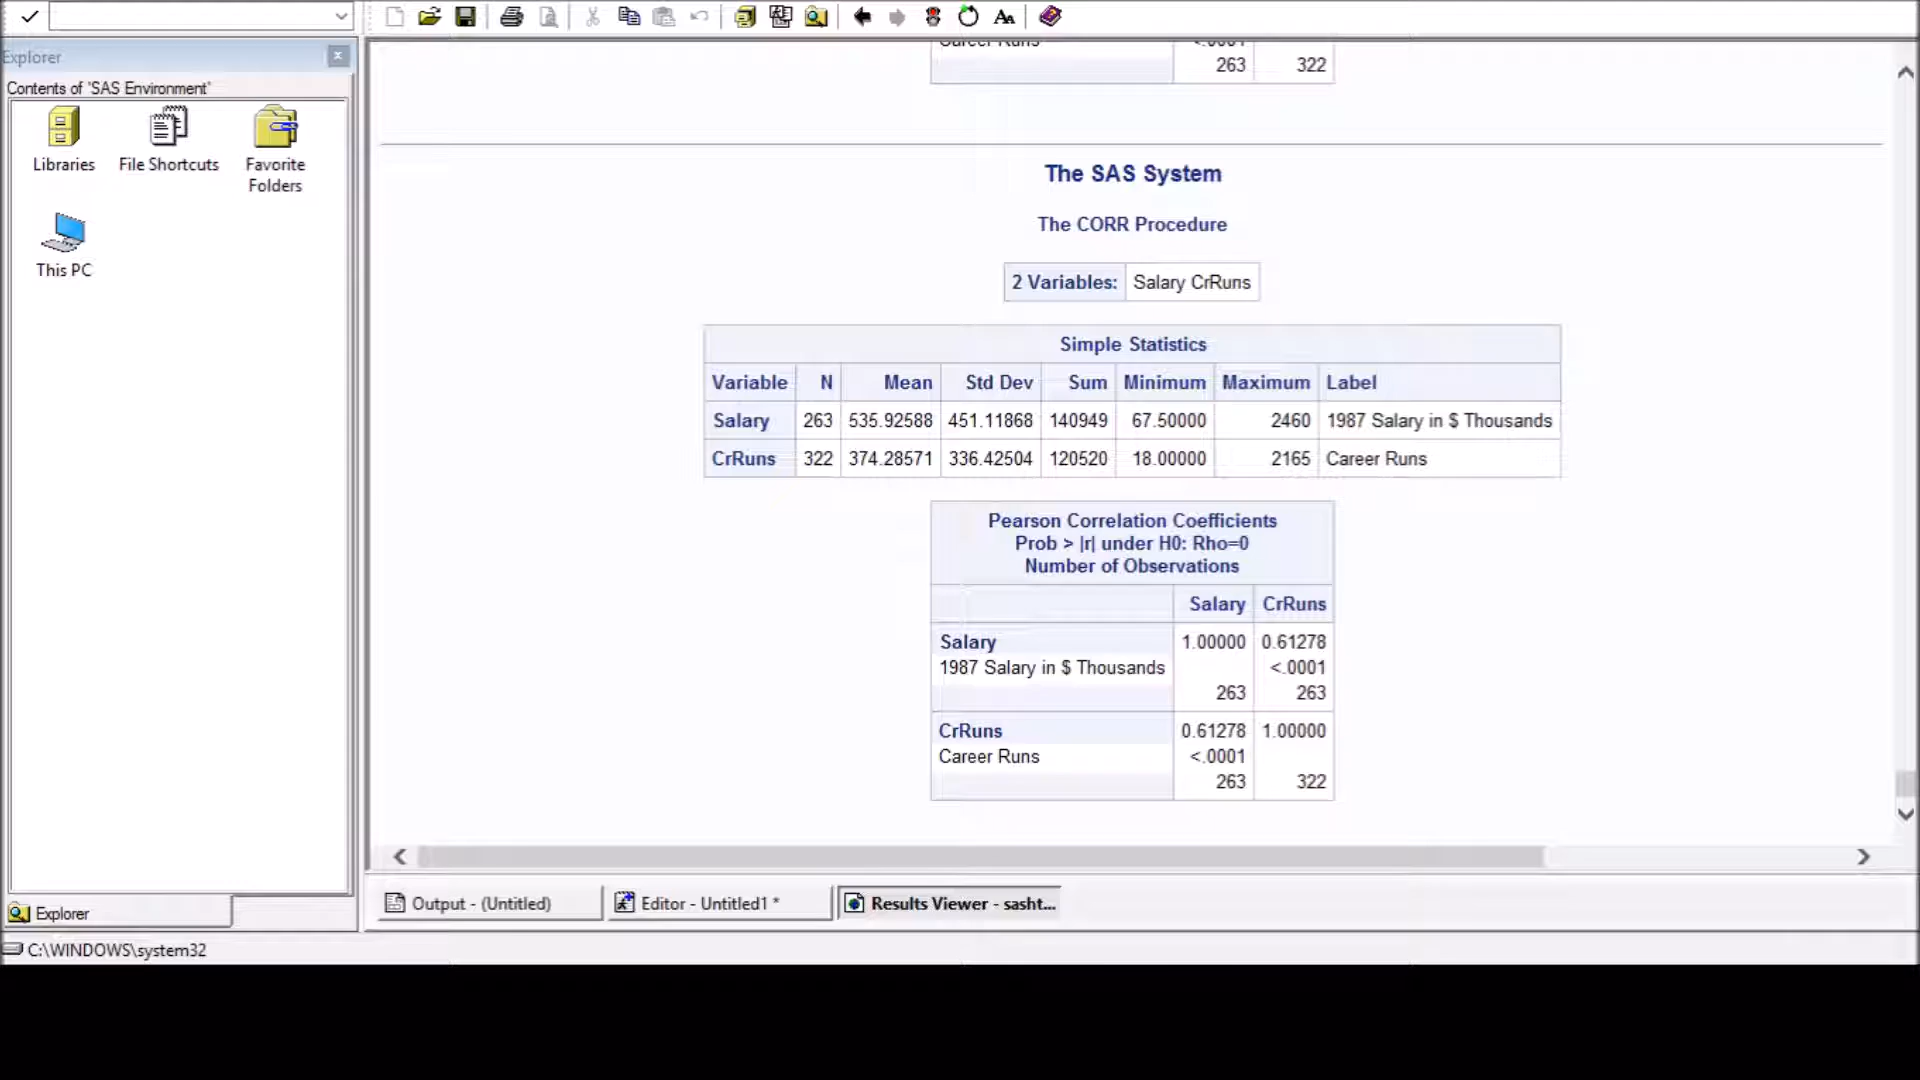 Explorer
Contents of 'SAS Environment'
Libraries
File Shortcuts
Favorite
Folders
This PC
Explorer
C:\WINDOWS\system32
Career Runs
<.0001
263 322
The SAS System
The CORR Procedure
2 Variables: Salary CrRuns
Simple Statistics
Variable N Mean Std Dev Sum Minimum Maximum Label
Salary 263 535.92588 451.11868 140949 67.50000 2460 1987 Salary in $ Thousands
CrRuns 322 374.28571 336.42504 120520 18.00000 2165 Career Runs
Pearson Correlation Coefficients
Prob > |r| under H0: Rho=0
Number of Observations
Salary CrRuns
Salary 1.00000 0.61278
1987 Salary in $ Thousands <.0001
263 263
CrRuns 0.61278 1.00000
Career Runs <.0001
263 322
Output - (Untitled)
Editor - Untitled1 *
Results Viewer - sasht...